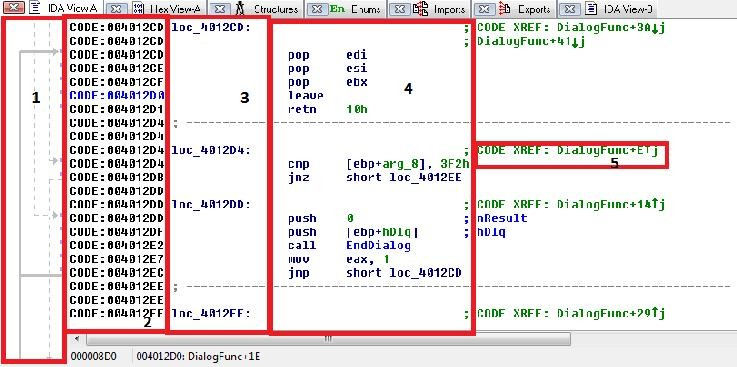 IDA View-A Hex View-A Structures En Enums Imports Exports IDA View-3
CODE:004012CD loc_4012CD: ; CODE XREF: DialogFunc+3A↓j
CODE:004012CD ; DialogFunc+41↓j
CODE:004012CD pop edi
CODE:004012CE pop esi
CODE:004012CF pop ebx
CODE:004012D0 leave
CODE:004012D1 retn 10h
CODE:004012D4 ; ---------------------------------------------------------------------------
CODE:004012D4
CODE:004012D4 loc_4012D4: ; CODE XREF: DialogFunc+E↑j
CODE:004012D4 cmp [ebp+arg_8], 3F2h
CODE:004012DB jnz short loc_4012EE
CODE:004012DD
CODE:004012DD loc_4012DD: ; CODE XREF: DialogFunc+14↑j
CODE:004012DD push 0 ; nResult
CODE:004012DF push [ebp+hDlg] ; hDlg
CODE:004012E2 call EndDialog
CODE:004012E7 mov eax, 1
CODE:004012EC jmp short loc_4012CD
CODE:004012EE ; ---------------------------------------------------------------------------
CODE:004012EE
CODE:004012EE loc_4012EE: ; CODE XREF: DialogFunc+29↑j
1
2
3
4
5
000008D0 004012D0: DialogFunc+1E